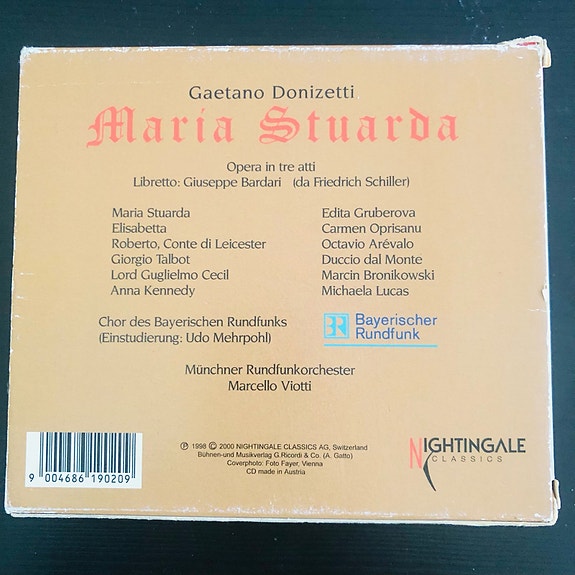 Gaetano Donizetti
Maria Stuarda
Opera in tre atti
Libretto: Giuseppe Bardari (da Friedrich Schiller)
Maria Stuarda Edita Gruberova
Elisabetta Carmen Oprisanu
Roberto, Conte di Leicester Octavio Arévalo
Giorgio Talbot Duccio dal Monte
Lord Guglielmo Cecil Marcin Bronikowski
Anna Kennedy Michaela Lucas
Chor des Bayerischen Rundfunks
(Einstudierung: Udo Mehrpohl)
BR Bayerischer
Rundfunk
Münchner Rundfunkorchester
Marcello Viotti
℗ 1998 © 2000 NIGHTINGALE CLASSICS AG, Switzerland
Bühnen-und Musikverlag G.Ricordi & Co. (A. Gatto)
Coverphoto: Foto Fayer, Vienna
CD made in Austria
NIGHTINGALE
CLASSICS
9 004686 190209